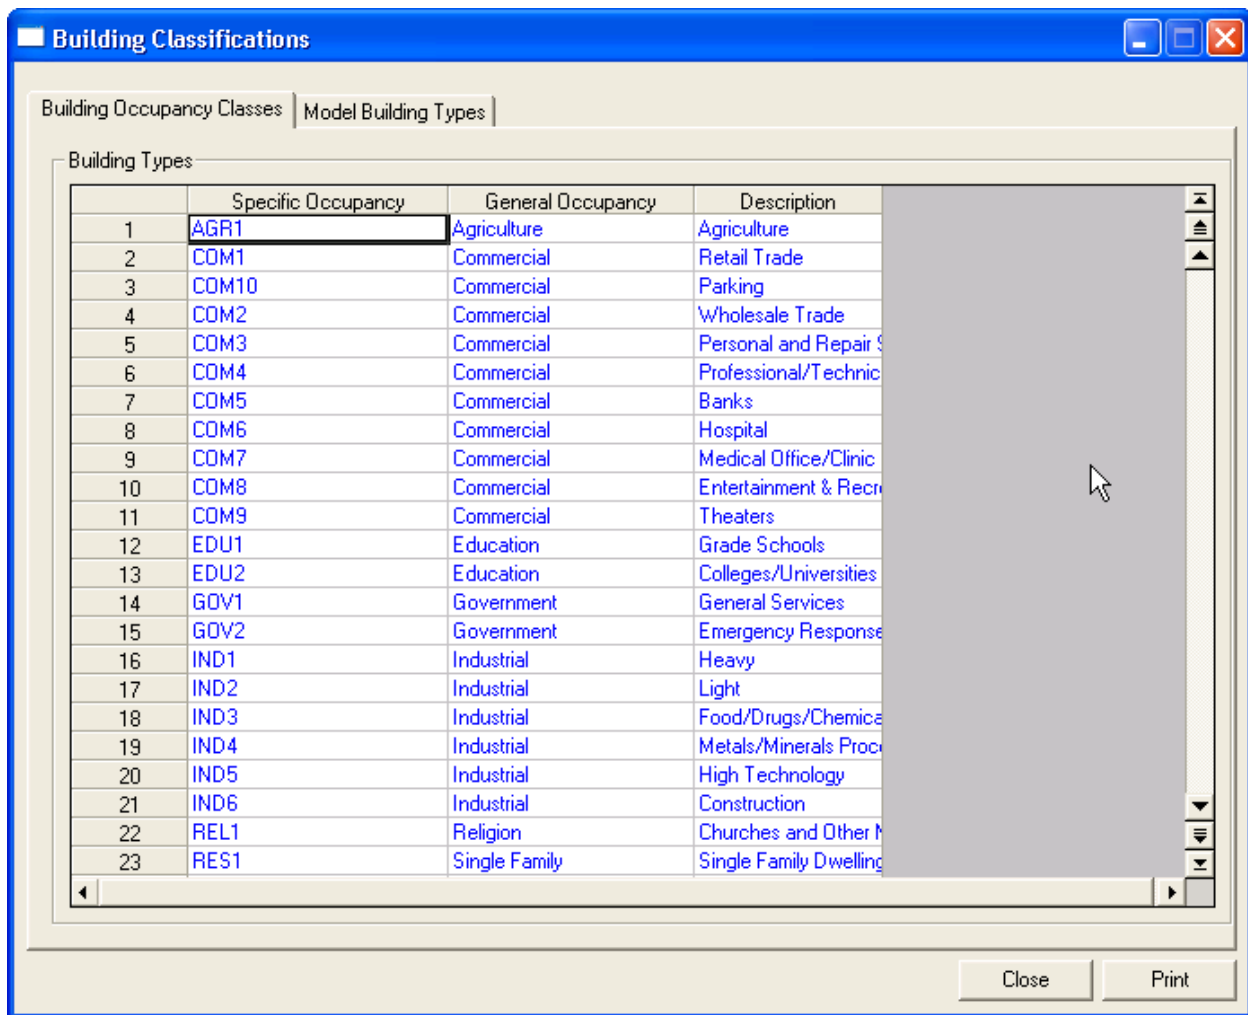 Building Classifications
Building Occupancy Classes Model Building Types
Building Types
Specific Occupancy General Occupancy Description
1 AGR1 Agriculture Agriculture
2 COM1 Commercial Retail Trade
3 COM10 Commercial Parking
4 COM2 Commercial Wholesale Trade
5 COM3 Commercial Personal and Repair
6 COM4 Commercial Professional/Technic
7 COM5 Commercial Banks
8 COM6 Commercial Hospital
9 COM7 Commercial Medical Office/Clinic
10 COM8 Commercial Entertainment & Recr
11 COM9 Commercial Theaters
12 EDU1 Education Grade Schools
13 EDU2 Education Colleges/Universities
14 GOV1 Government General Services
15 GOV2 Government Emergency Response
16 IND1 Industrial Heavy
17 IND2 Industrial Light
18 IND3 Industrial Food/Drugs/Chemica
19 IND4 Industrial Metals/Minerals Proc
20 IND5 Industrial High Technology
21 IND6 Industrial Construction
22 REL1 Religion Churches and Other
23 RES1 Single Family Single Family Dwelling
Close Print